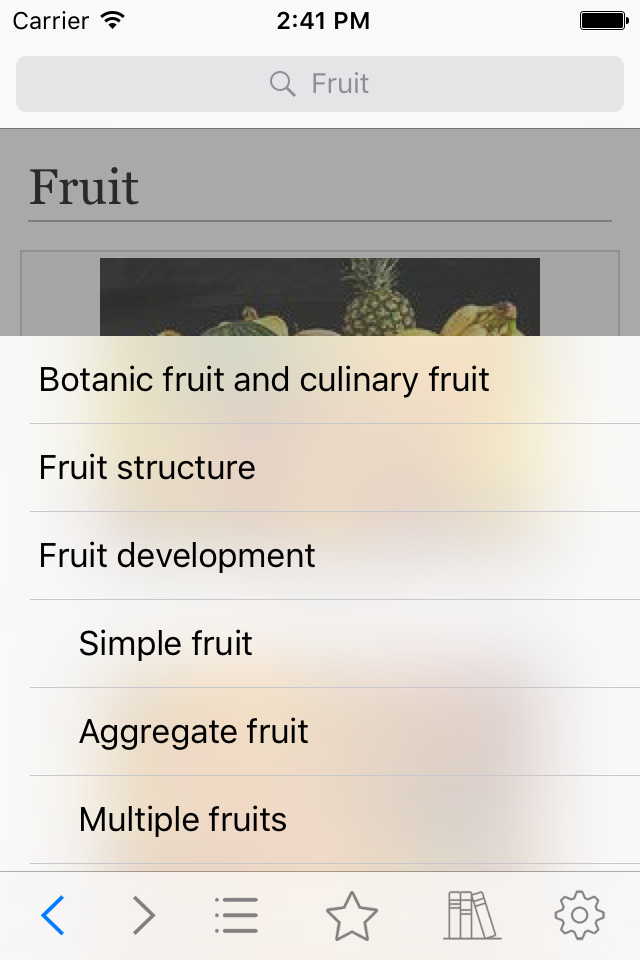 Carrier 2:41 PM
Fruit
Fruit
Botanic fruit and culinary fruit
Fruit structure
Fruit development
Simple fruit
Aggregate fruit
Multiple fruits